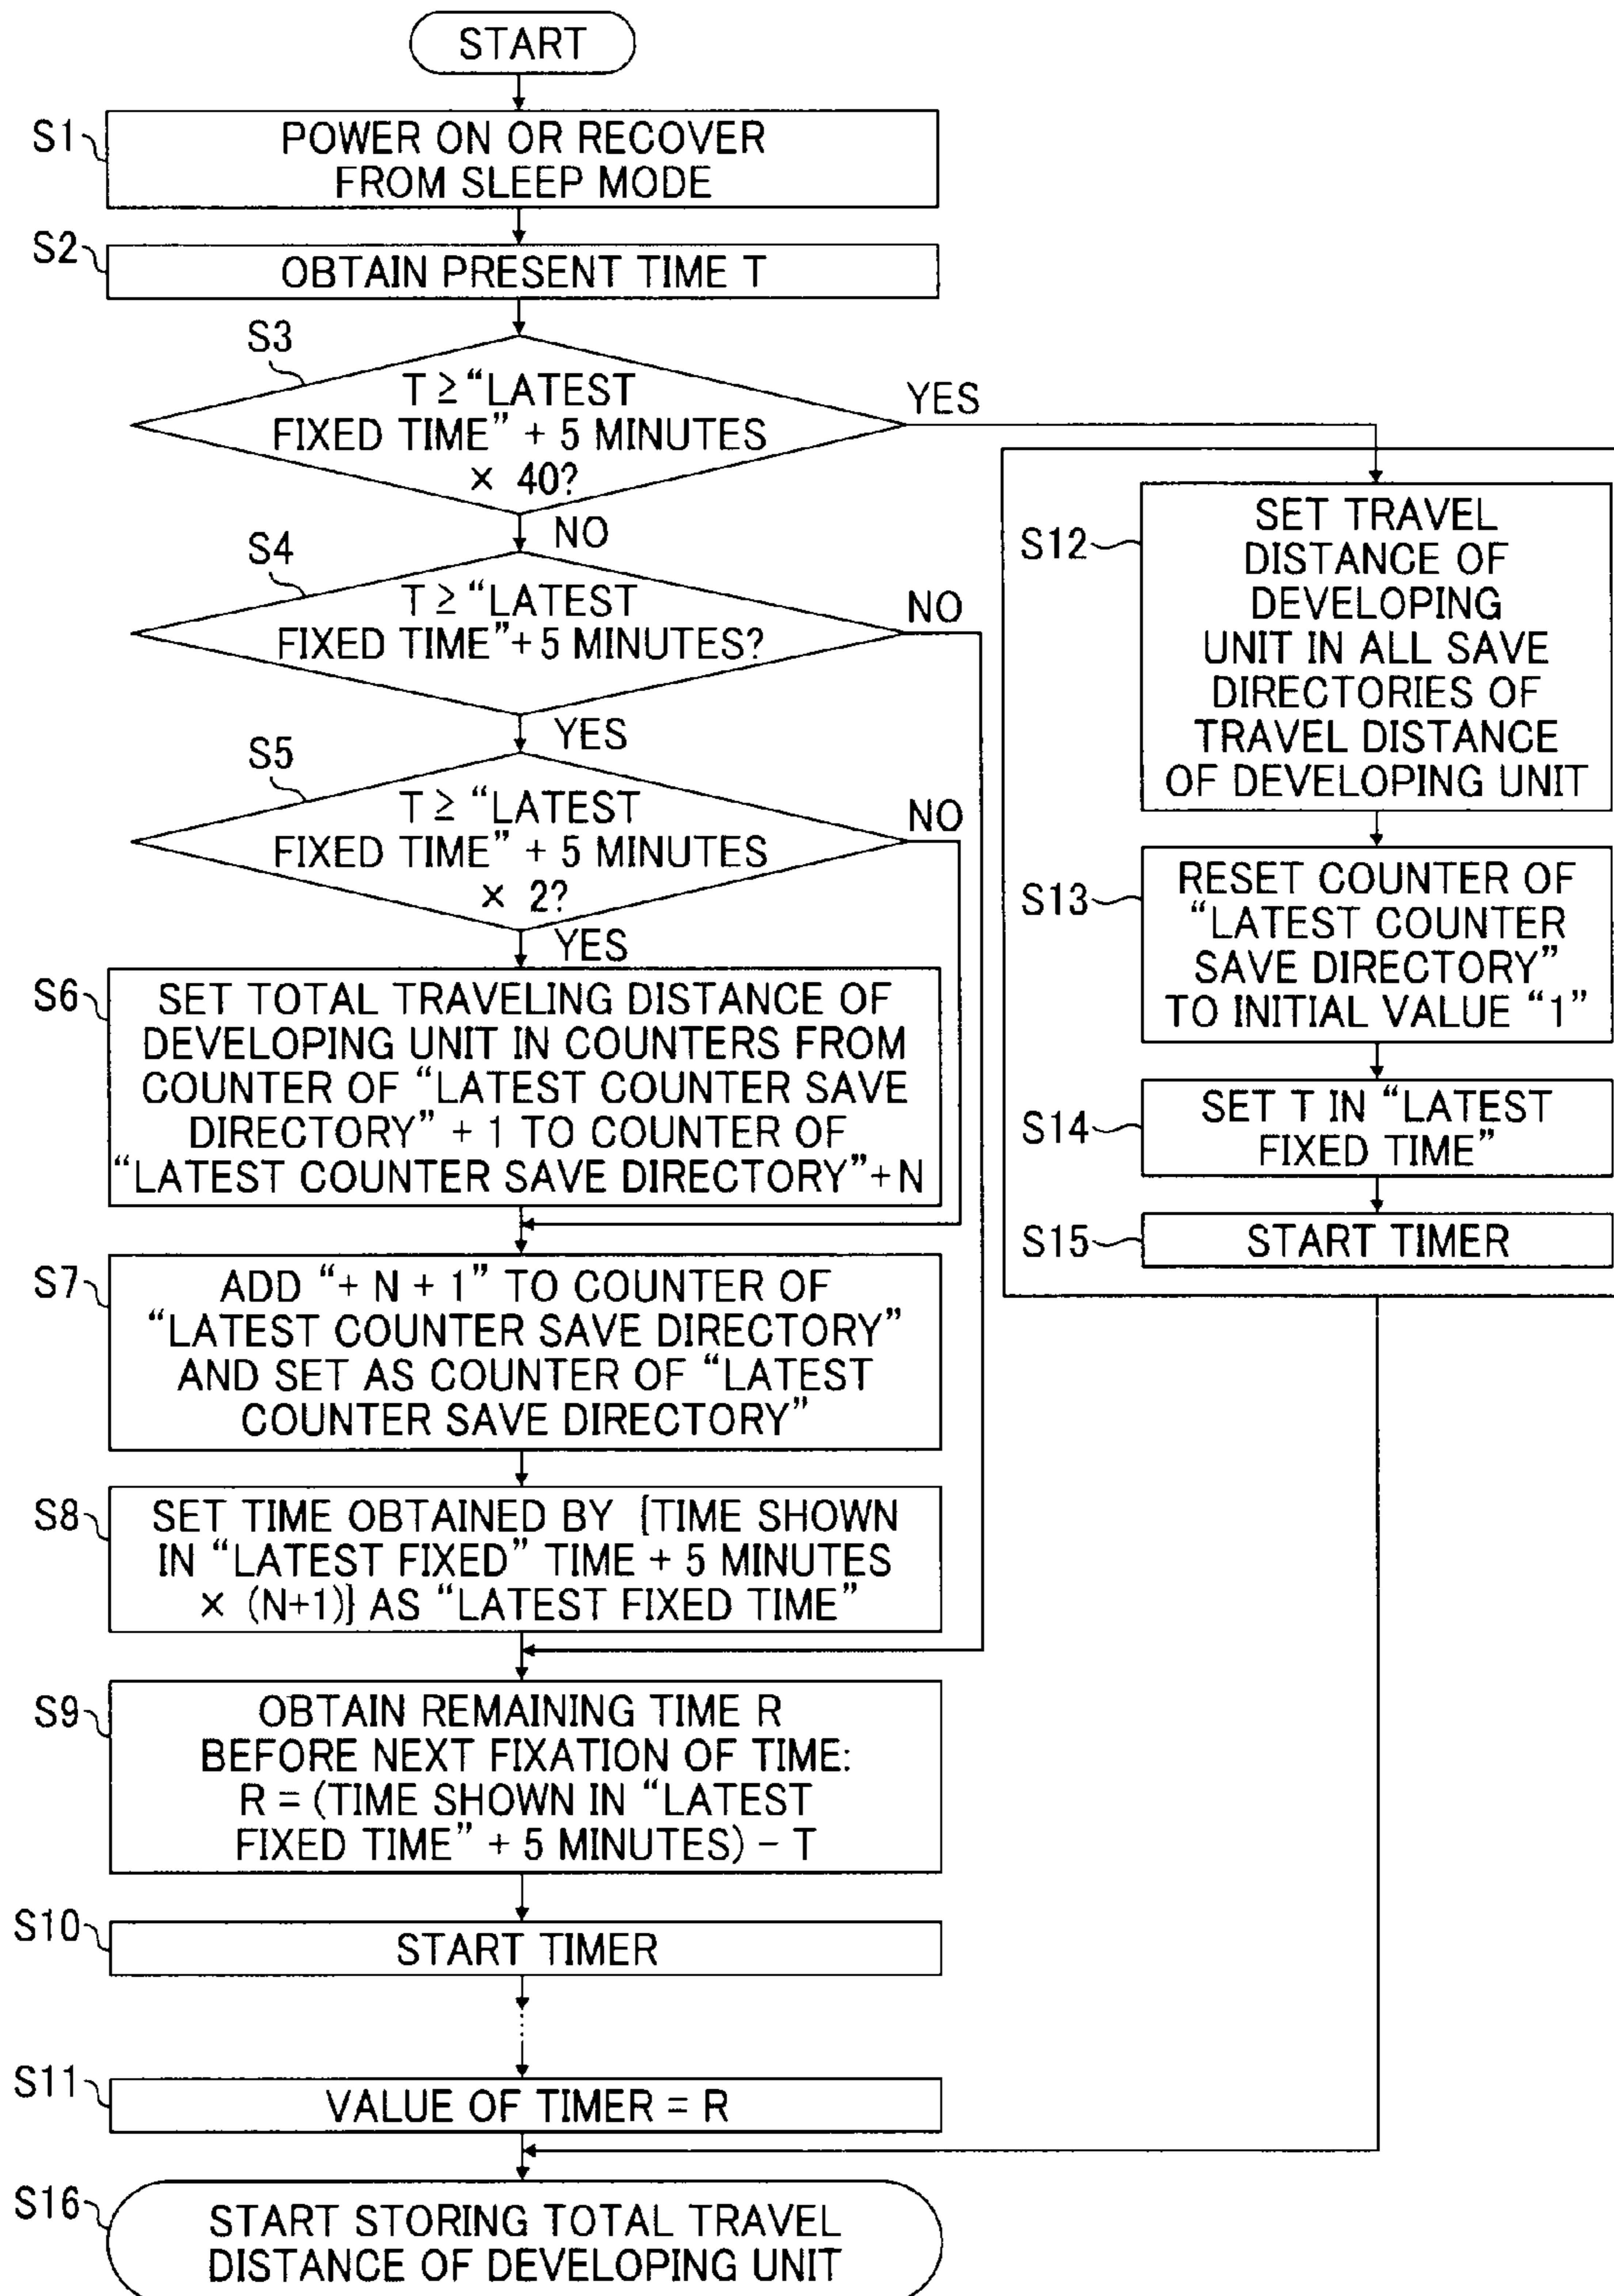 START
S1
POWER ON OR RECOVER
FROM SLEEP MODE
S2
OBTAIN PRESENT TIME T
S3
T ≥ “LATEST
FIXED TIME” + 5 MINUTES
× 40?
YES
NO
S4
T ≥ “LATEST
FIXED TIME”+5 MINUTES?
NO
YES
S5
T ≥ “LATEST
FIXED TIME” + 5 MINUTES
× 2?
NO
YES
S6
SET TOTAL TRAVELING DISTANCE OF
DEVELOPING UNIT IN COUNTERS FROM
COUNTER OF “LATEST COUNTER SAVE
DIRECTORY” + 1 TO COUNTER OF
“LATEST COUNTER SAVE DIRECTORY”+N
S7
ADD “+ N + 1” TO COUNTER OF
“LATEST COUNTER SAVE DIRECTORY”
AND SET AS COUNTER OF “LATEST
COUNTER SAVE DIRECTORY”
S8
SET TIME OBTAINED BY {TIME SHOWN
IN “LATEST FIXED” TIME + 5 MINUTES
× (N+1)} AS “LATEST FIXED TIME”
S9
OBTAIN REMAINING TIME R
BEFORE NEXT FIXATION OF TIME:
R = (TIME SHOWN IN “LATEST
FIXED TIME” + 5 MINUTES) − T
S10
START TIMER
S11
VALUE OF TIMER = R
S12
SET TRAVEL
DISTANCE OF
DEVELOPING
UNIT IN ALL SAVE
DIRECTORIES OF
TRAVEL DISTANCE
OF DEVELOPING UNIT
S13
RESET COUNTER OF
“LATEST COUNTER
SAVE DIRECTORY”
TO INITIAL VALUE “1”
S14
SET T IN “LATEST
FIXED TIME”
S15
START TIMER
S16
START STORING TOTAL TRAVEL
DISTANCE OF DEVELOPING UNIT